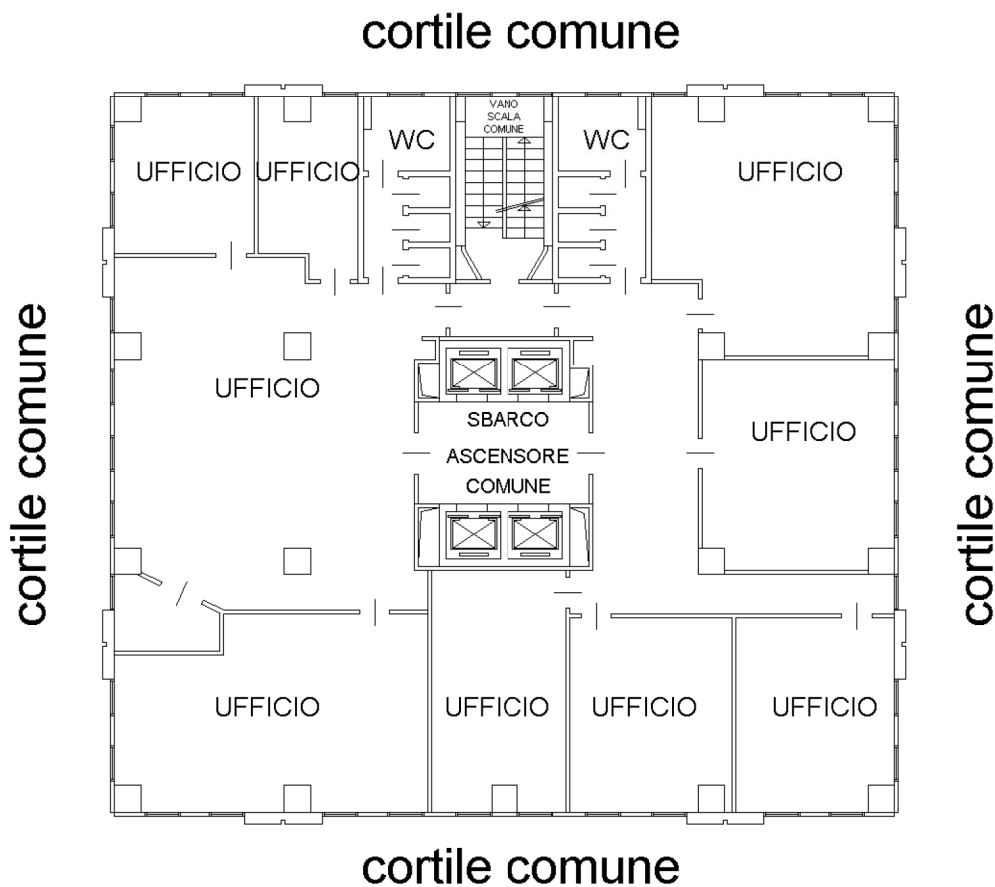 cortile comune
VANO
SCALA
COMUNE
WC
WC
UFFICIO
UFFICIO
UFFICIO
cortile comune
cortile comune
UFFICIO
SBARCO
ASCENSORE
COMUNE
UFFICIO
UFFICIO
UFFICIO
UFFICIO
UFFICIO
cortile comune